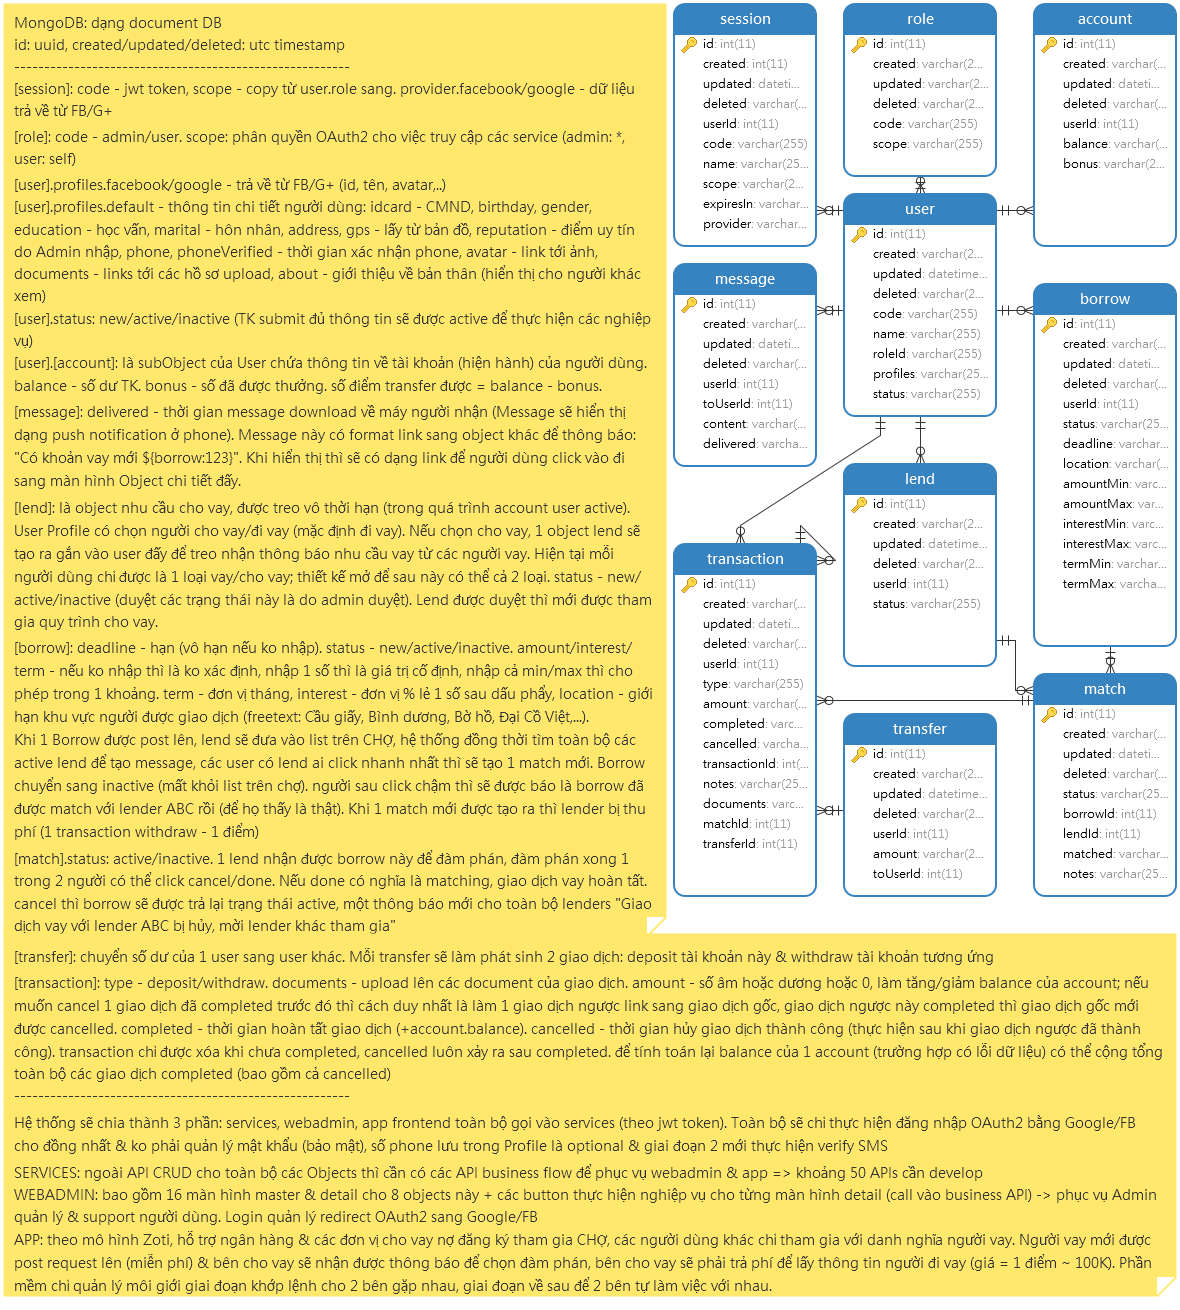 MongoDB: dạng document DB
id: uuid, created/updated/deleted: utc timestamp
--------------------------------------------------------
[session]: code - jwt token, scope - copy từ user.role sang. provider.facebook/google - dữ liệu
trả về từ FB/G+
[role]: code - admin/user. scope: phân quyền OAuth2 cho việc truy cập các service (admin: *,
user: self)
[user].profiles.facebook/google - trả về từ FB/G+ (id, tên, avatar,..)
[user].profiles.default - thông tin chi tiết người dùng: idcard - CMND, birthday, gender,
education - học vấn, marital - hôn nhân, address, gps - lấy từ bản đồ, reputation - điểm uy tín
do Admin nhập, phone, phoneVerified - thời gian xác nhận phone, avatar - link tới ảnh,
documents - links tới các hồ sơ upload, about - giới thiệu về bản thân (hiển thị cho người khác
xem)
[user].status: new/active/inactive (TK submit đủ thông tin sẽ được active để thực hiện các nghiệp
vụ)
[user].[account]: là subObject của User chứa thông tin về tài khoản (hiện hành) của người dùng.
balance - số dư TK. bonus - số đã được thưởng. số điểm transfer được = balance - bonus.
[message]: delivered - thời gian message download về máy người nhận (Message sẽ hiển thị
dạng push notification ở phone). Message này có format link sang object khác để thông báo:
"Có khoản vay mới ${borrow:123}". Khi hiển thị thì sẽ có dạng link để người dùng click vào đi
sang màn hình Object chi tiết đấy.
[lend]: là object nhu cầu cho vay, được treo vô thời hạn (trong quá trình account user active).
User Profile có chọn người cho vay/đi vay (mặc định đi vay). Nếu chọn cho vay, 1 object lend sẽ
tạo ra gắn vào user đấy để treo nhận thông báo nhu cầu vay từ các người vay. Hiện tại mỗi
người dùng chỉ được là 1 loại vay/cho vay; thiết kế mở để sau này có thể cả 2 loại. status - new/
active/inactive (duyệt các trạng thái này là do admin duyệt). Lend được duyệt thì mới được tham
gia quy trình cho vay.
[borrow]: deadline - hạn (vô hạn nếu ko nhập). status - new/active/inactive. amount/interest/
term - nếu ko nhập thì là ko xác định, nhập 1 số thì là giá trị cố định, nhập cả min/max thì cho
phép trong 1 khoảng. term - đơn vị tháng, interest - đơn vị % lẻ 1 số sau dấu phẩy, location - giới
hạn khu vực người được giao dịch (freetext: Cầu giấy, Bình dương, Bờ hồ, Đại Cồ Việt,...).
Khi 1 Borrow được post lên, lend sẽ đưa vào list trên CHỢ, hệ thống đồng thời tìm toàn bộ các
active lend để tạo message, các user có lend ai click nhanh nhất thì sẽ tạo 1 match mới. Borrow
chuyển sang inactive (mất khỏi list trên chợ). người sau click chậm thì sẽ được báo là borrow đã
được match với lender ABC rồi (để họ thấy là thật). Khi 1 match mới được tạo ra thì lender bị thu
phí (1 transaction withdraw - 1 điểm)
[match].status: active/inactive. 1 lend nhận được borrow này để đàm phán, đàm phán xong 1
trong 2 người có thể click cancel/done. Nếu done có nghĩa là matching, giao dịch vay hoàn tất.
cancel thì borrow sẽ được trả lại trạng thái active, một thông báo mới cho toàn bộ lenders "Giao
dịch vay với lender ABC bị hủy, mời lender khác tham gia"
[transfer]: chuyển số dư của 1 user sang user khác. Mỗi transfer sẽ làm phát sinh 2 giao dịch: deposit tài khoản này & withdraw tài khoản tương ứng
[transaction]: type - deposit/withdraw. documents - upload lên các document của giao dịch. amount - số âm hoặc dương hoặc 0, làm tăng/giảm balance của account; nếu
muốn cancel 1 giao dịch đã completed trước đó thì cách duy nhất là làm 1 giao dịch ngược link sang giao dịch gốc, giao dịch ngược này completed thì giao dịch gốc mới
được cancelled. completed - thời gian hoàn tất giao dịch (+account.balance). cancelled - thời gian hủy giao dịch thành công (thực hiện sau khi giao dịch ngược đã thành
công). transaction chỉ được xóa khi chưa completed, cancelled luôn xảy ra sau completed. để tính toán lại balance của 1 account (trường hợp có lỗi dữ liệu) có thể cộng tổng
toàn bộ các giao dịch completed (bao gồm cả cancelled)
--------------------------------------------------------
Hệ thống sẽ chia thành 3 phần: services, webadmin, app frontend toàn bộ gọi vào services (theo jwt token). Toàn bộ sẽ chỉ thực hiện đăng nhập OAuth2 bằng Google/FB
cho đồng nhất & ko phải quản lý mật khẩu (bảo mật), số phone lưu trong Profile là optional & giai đoạn 2 mới thực hiện verify SMS
SERVICES: ngoài API CRUD cho toàn bộ các Objects thì cần có các API business flow để phục vụ webadmin & app => khoảng 50 APIs cần develop
WEBADMIN: bao gồm 16 màn hình master & detail cho 8 objects này + các button thực hiện nghiệp vụ cho từng màn hình detail (call vào business API) -> phục vụ Admin
quản lý & support người dùng. Login quản lý redirect OAuth2 sang Google/FB
APP: theo mô hình Zoti, hỗ trợ ngân hàng & các đơn vị cho vay nợ đăng ký tham gia CHỢ, các người dùng khác chỉ tham gia với danh nghĩa người vay. Người vay mới được
post request lên (miễn phí) & bên cho vay sẽ nhận được thông báo để chọn đàm phán, bên cho vay sẽ phải trả phí để lấy thông tin người đi vay (giá = 1 điểm ~ 100K). Phần
mềm chỉ quản lý môi giới giai đoạn khớp lệnh cho 2 bên gặp nhau, giai đoạn về sau để 2 bên tự làm việc với nhau.
session
id: int(11)
created: int(11)
updated: dateti...
deleted: varchar(...
userId: int(11)
code: varchar(255)
name: varchar(25...
scope: varchar(2...
expiresIn: varchar...
provider: varchar...
role
id: int(11)
created: varchar(2...
updated: varchar(2...
deleted: varchar(2...
code: varchar(255)
scope: varchar(255)
account
id: int(11)
created: varchar(...
updated: dateti...
deleted: varchar(...
userId: int(11)
balance: varchar(...
bonus: varchar(2...
user
id: int(11)
created: varchar(2...
updated: datetime...
deleted: varchar(2...
code: varchar(255)
name: varchar(255)
roleId: varchar(255)
profiles: varchar(25...
status: varchar(255)
message
id: int(11)
created: varchar(...
updated: dateti...
deleted: varchar(...
userId: int(11)
toUserId: int(11)
content: varchar(...
delivered: varcha...
borrow
id: int(11)
created: varchar(...
updated: dateti...
deleted: varchar(...
userId: int(11)
status: varchar(25...
deadline: varchar(...
location: varchar(...
amountMin: varc...
amountMax: var...
interestMin: varc...
interestMax: varc...
termMin: varchar...
termMax: varcha...
lend
id: int(11)
created: varchar(2...
updated: datetime...
deleted: varchar(2...
userId: int(11)
status: varchar(255)
transaction
id: int(11)
created: varchar(...
updated: dateti...
deleted: varchar(...
userId: int(11)
type: varchar(255)
amount: varchar(...
completed: varc...
cancelled: varcha...
transactionId: int(...
notes: varchar(25...
documents: varc...
matchId: int(11)
transferId: int(11)
transfer
id: int(11)
created: varchar(2...
updated: datetime...
deleted: varchar(2...
userId: int(11)
amount: varchar(2...
toUserId: int(11)
match
id: int(11)
created: varchar(...
updated: dateti...
deleted: varchar(...
status: varchar(25...
borrowId: int(11)
lendId: int(11)
matched: varchar...
notes: varchar(25...